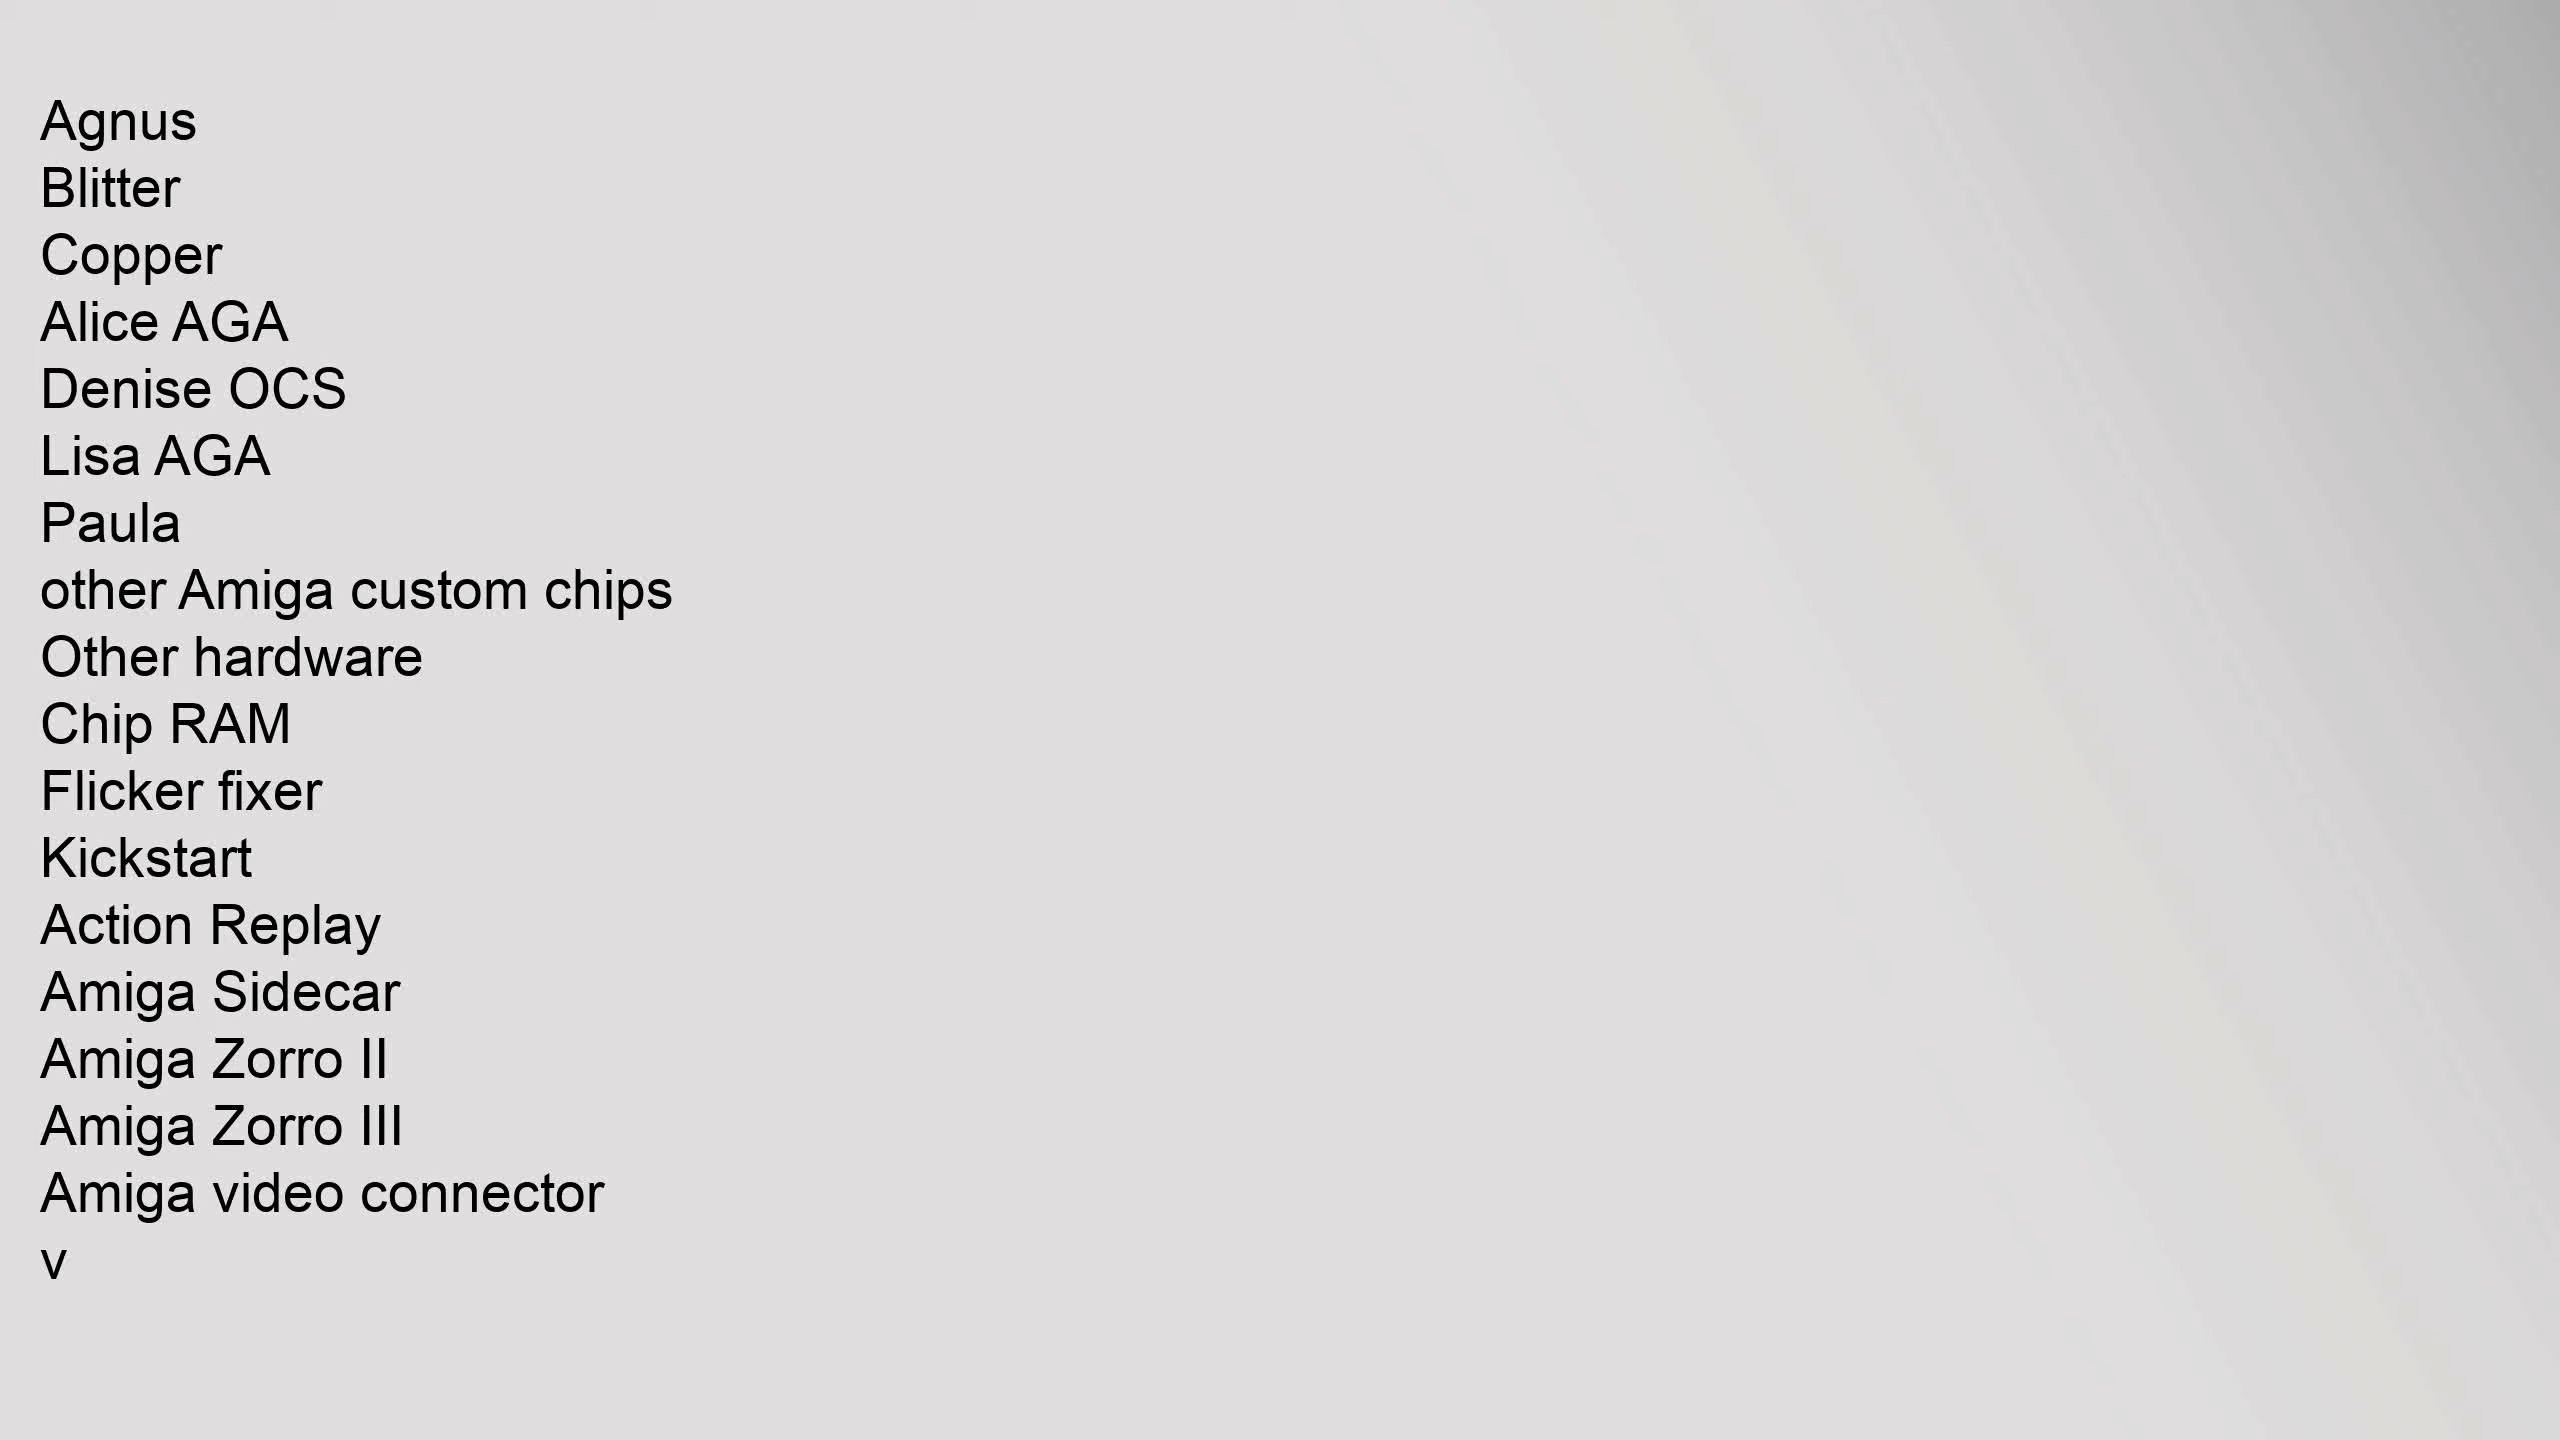 Agnus
Blitter
Copper
Alice AGA
Denise OCS
Lisa AGA
Paula
other Amiga custom chips
Other hardware
Chip RAM
Flicker fixer
Kickstart
Action Replay
Amiga Sidecar
Amiga Zorro II
Amiga Zorro III
Amiga video connector
v